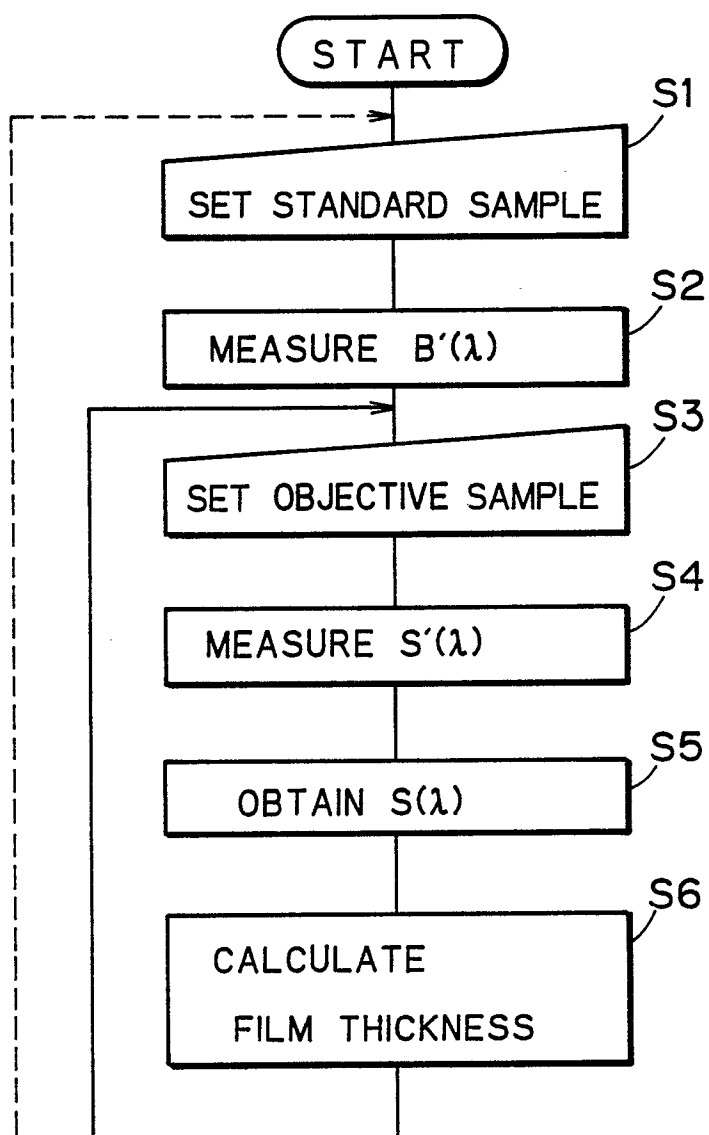 START
S1
SET STANDARD SAMPLE
S2
MEASURE B′(λ)
S3
SET OBJECTIVE SAMPLE
S4
MEASURE S′(λ)
S5
OBTAIN S(λ)
S6
CALCULATE
FILM THICKNESS